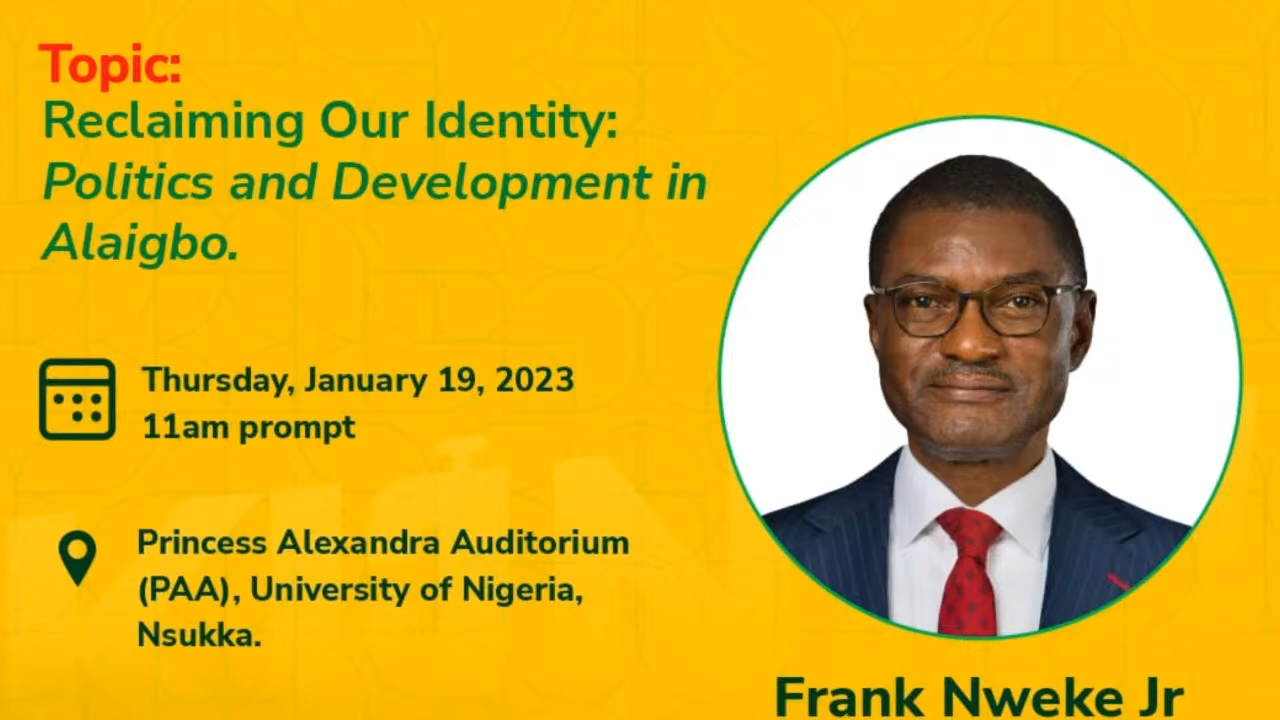 Topic:
Reclaiming Our Identity:
Politics and Development in
Alaigbo.
Thursday, January 19, 2023
11am prompt
Princess Alexandra Auditorium
(PAA), University of Nigeria,
Nsukka.
Frank Nweke Jr